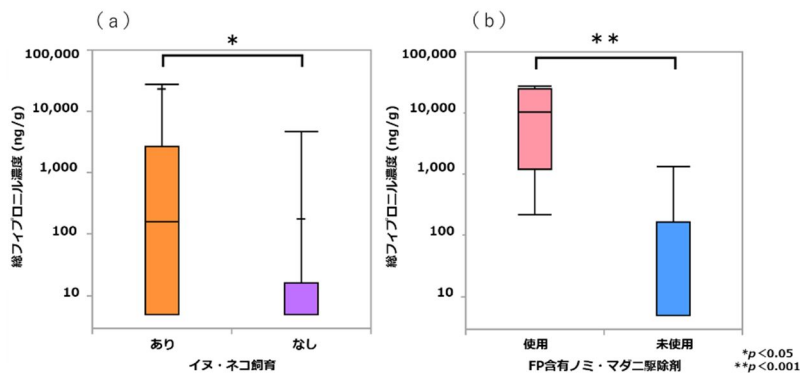 (a)
*
100,000
10,000
1,000
100
10
総フィプロニル濃度 (ng/g)
あり
なし
イヌ・ネコ飼育
(b)
**
100,000
10,000
1,000
100
10
総フィプロニル濃度 (ng/g)
使用
未使用
FP含有ノミ・マダニ駆除剤
*p<0.05
**p<0.001